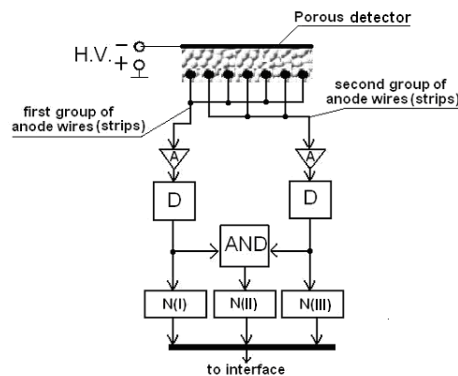 Porous detector
H.V. −
+
first group of
anode wires (strips)
second group of
anode wires (strips)
A
A
D
D
AND
N(I)
N(II)
N(III)
to interface